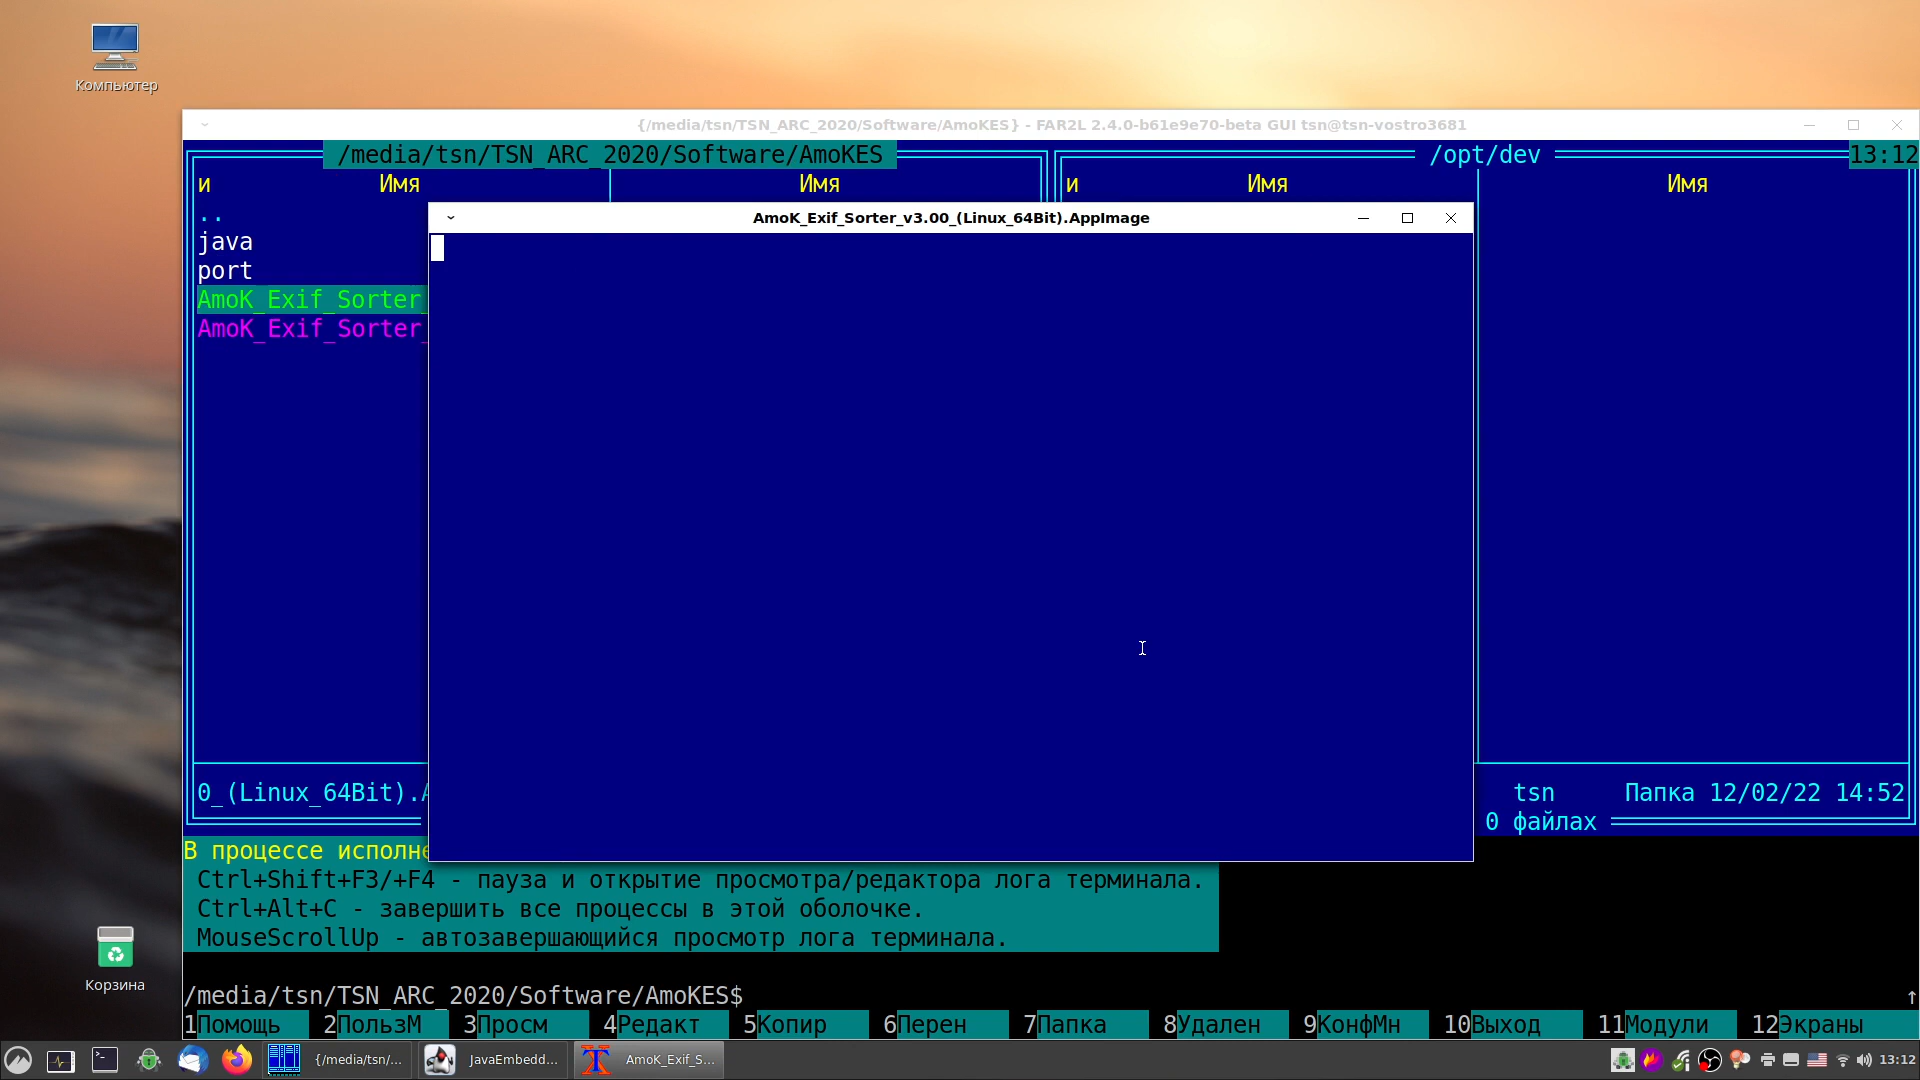 Компьютер
{/media/tsn/TSN_ARC_2020/Software/AmoKES} - FAR2L 2.4.0-b61e9e70-beta GUI tsn@tsn-vostro3681
/media/tsn/TSN_ARC_2020/Software/AmoKES
/opt/dev
13:12
и Имя Имя
и Имя Имя
..
java
port
AmoK_Exif_Sorter_
AmoK_Exif_Sorter_
AmoK_Exif_Sorter_v3.00_(Linux_64Bit).AppImage
0_(Linux_64Bit).A
tsn Папка 12/02/22 14:52
0 файлах
В процессе исполне
Ctrl+Shift+F3/+F4 - пауза и открытие просмотра/редактора лога терминала.
Ctrl+Alt+C - завершить все процессы в этой оболочке.
MouseScrollUp - автозавершающийся просмотр лога терминала.
Корзина
/media/tsn/TSN_ARC_2020/Software/AmoKES$ ↑
1Помощь 2ПользМ 3Просм 4Редакт 5Копир 6Перен 7Папка 8Удален 9КонфМн 10Выход 11Модули 12Экраны
{/media/tsn/... JavaEmbedd... AmoK_Exif_S... 13:12